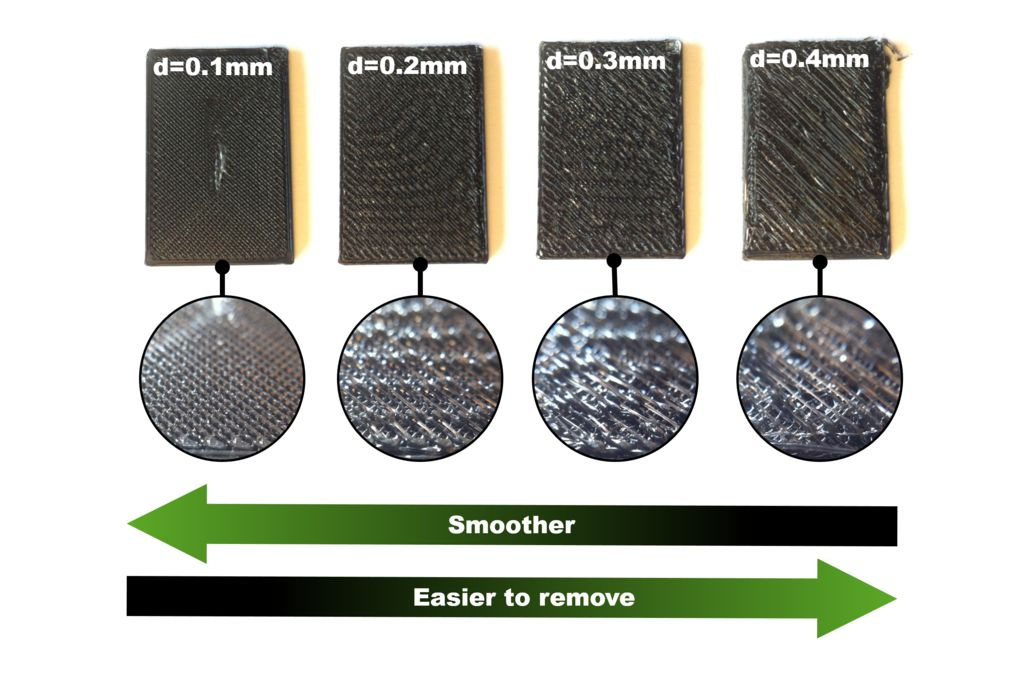 d=0.1mm
d=0.2mm
d=0.3mm
d=0.4mm
Smoother
Easier to remove